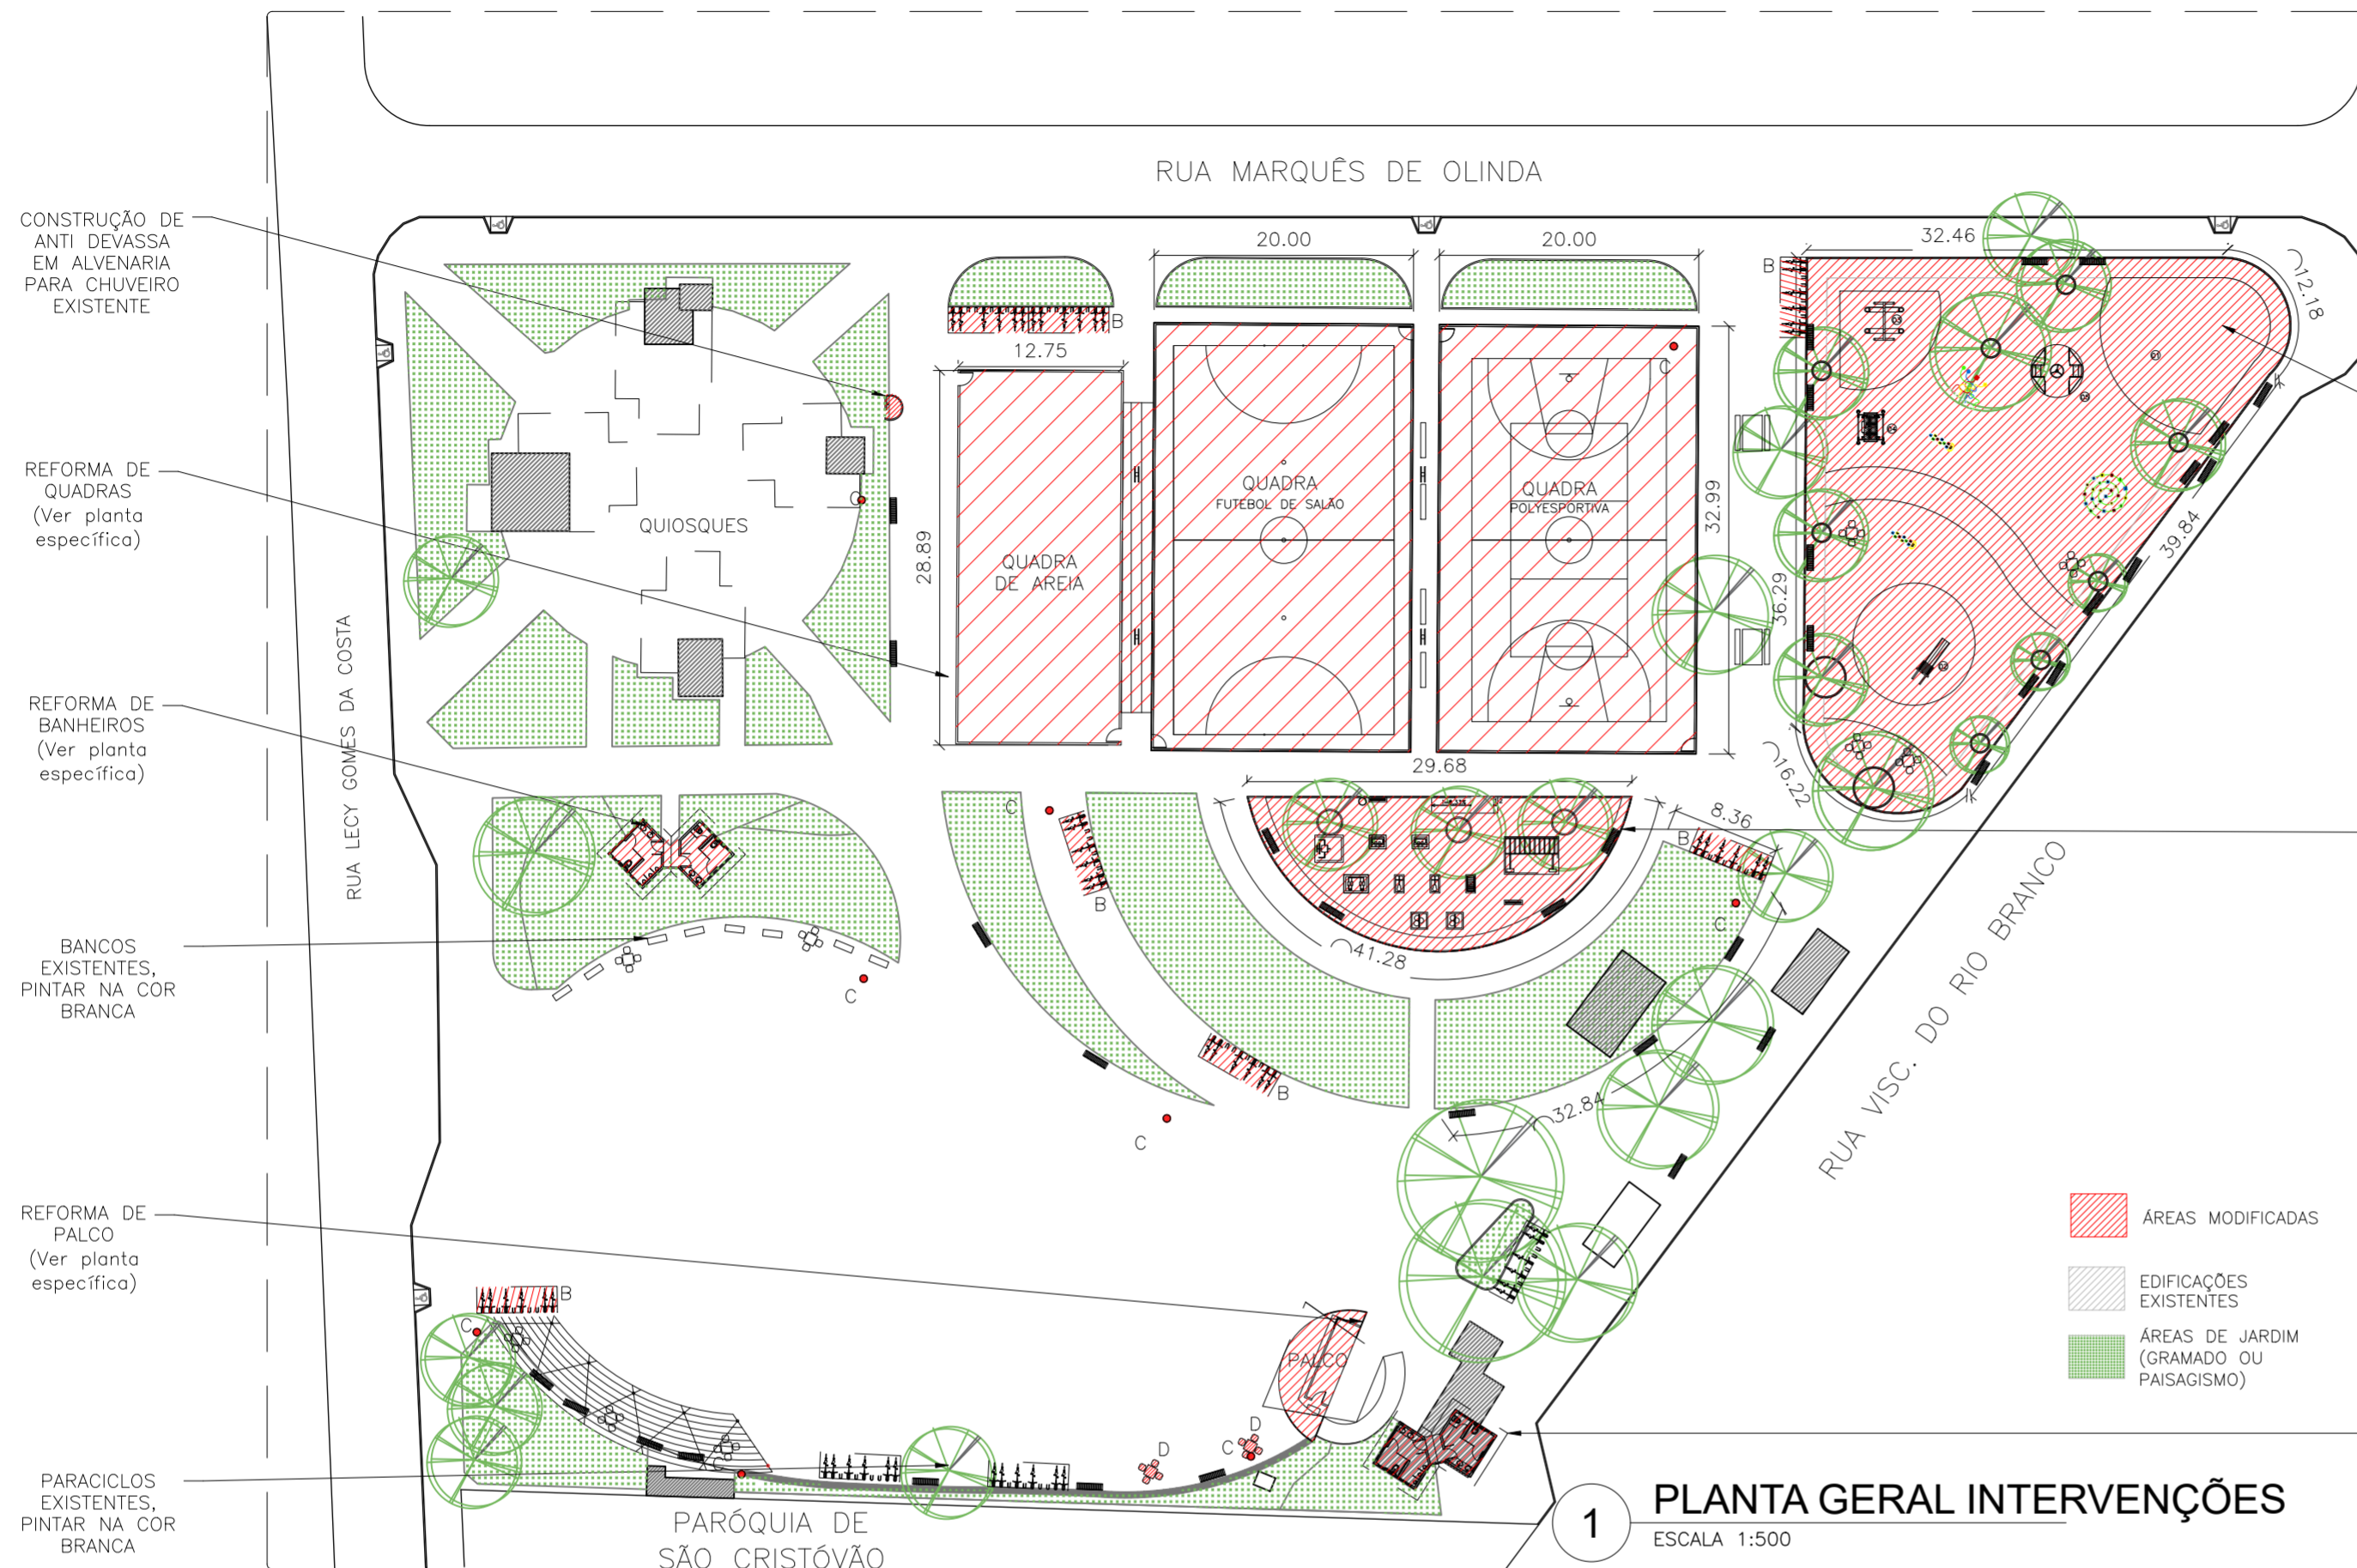 RUA MARQUÊS DE OLINDA
CONSTRUÇÃO DE
ANTI DEVASSA
EM ALVENARIA
PARA CHUVEIRO
EXISTENTE
REFORMA DE
QUADRAS
(Ver planta
específica)
REFORMA DE
BANHEIROS
(Ver planta
específica)
BANCOS
EXISTENTES,
PINTAR NA COR
BRANCA
REFORMA DE
PALCO
(Ver planta
específica)
PARACICLOS
EXISTENTES,
PINTAR NA COR
BRANCA
RUA LECY GOMES DA COSTA
QUIOSQUES
C
B
12.75
28.89
QUADRA
DE AREIA
20.00
QUADRA
FUTEBOL DE SALÃO
20.00
C
QUADRA
POLYESPORTIVA
32.99
B
32.46
12.18
36.29
39.84
16.22
29.68
41.28
8.36
B
C
32.84
C
B
B
C
C
RUA VISC. DO RIO BRANCO
B
C
C
PALCO
D
D
C
PARÓQUIA DE
SÃO CRISTÓVÃO
ÁREAS MODIFICADAS
EDIFICAÇÕES
EXISTENTES
ÁREAS DE JARDIM
(GRAMADO OU
PAISAGISMO)
1
PLANTA GERAL INTERVENÇÕES
ESCALA 1:500